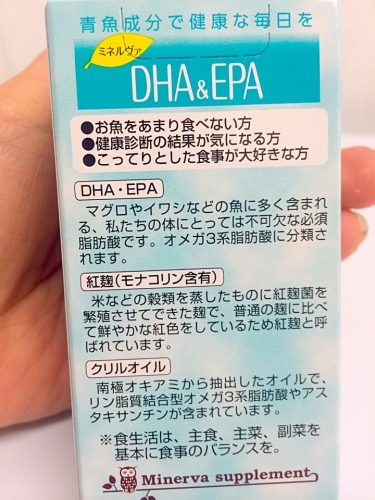 青魚成分で健康な毎日を
ミネルヴァ
DHA&EPA
●お魚をあまり食べない方
●健康診断の結果が気になる方
●こってりとした食事が大好きな方
DHA・EPA
マグロやイワシなどの魚に多く含まれ
る、私たちの体にとっては不可欠な必須
脂肪酸です。オメガ3系脂肪酸に分類さ
れます。
紅麹(モナコリン含有)
米などの穀類を蒸したものに紅麹菌を
繁殖させてできた麹で、普通の麹に比べ
て鮮やかな紅色をしているため紅麹と呼
ばれています。
クリルオイル
南極オキアミから抽出したオイルで、
リン脂質結合型オメガ3系脂肪酸やアス
タキサンチンが含まれています。
※食生活は、主食、主菜、副菜を
基本に食事のバランスを。
Minerva supplement